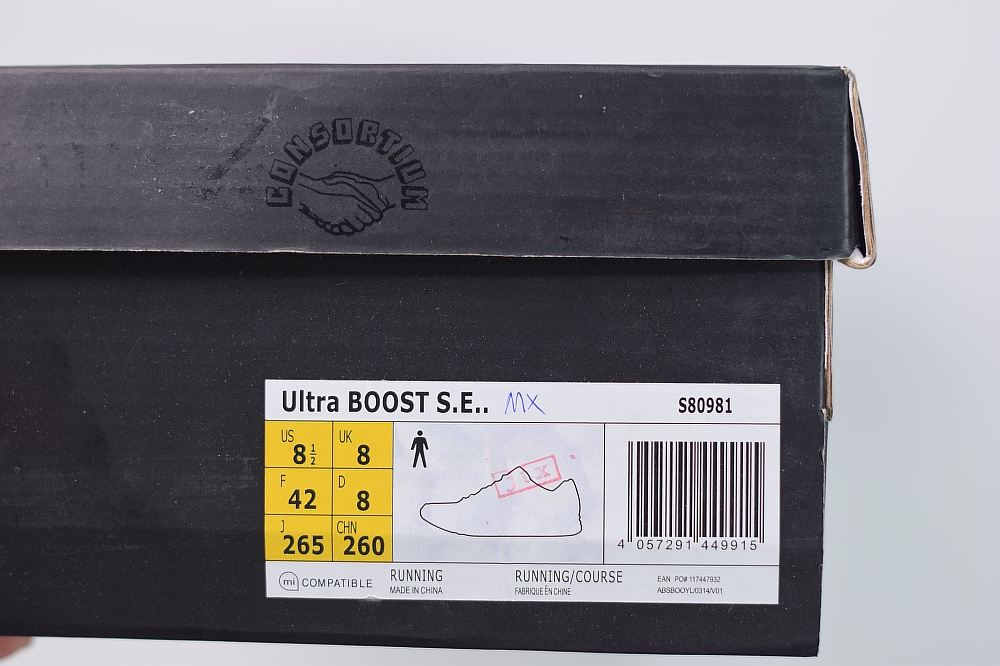 CONSORTIUM
Ultra BOOST S.E.. MX
S80981
US 8 1/2
UK 8
F 42
D 8
J 265
CHN 260
4 057291 449915
mi COMPATIBLE
RUNNING
MADE IN CHINA
RUNNING/COURSE
FABRIQUE EN CHINE
EAN PO# 117447932
ABSBOOYL/0314/V01